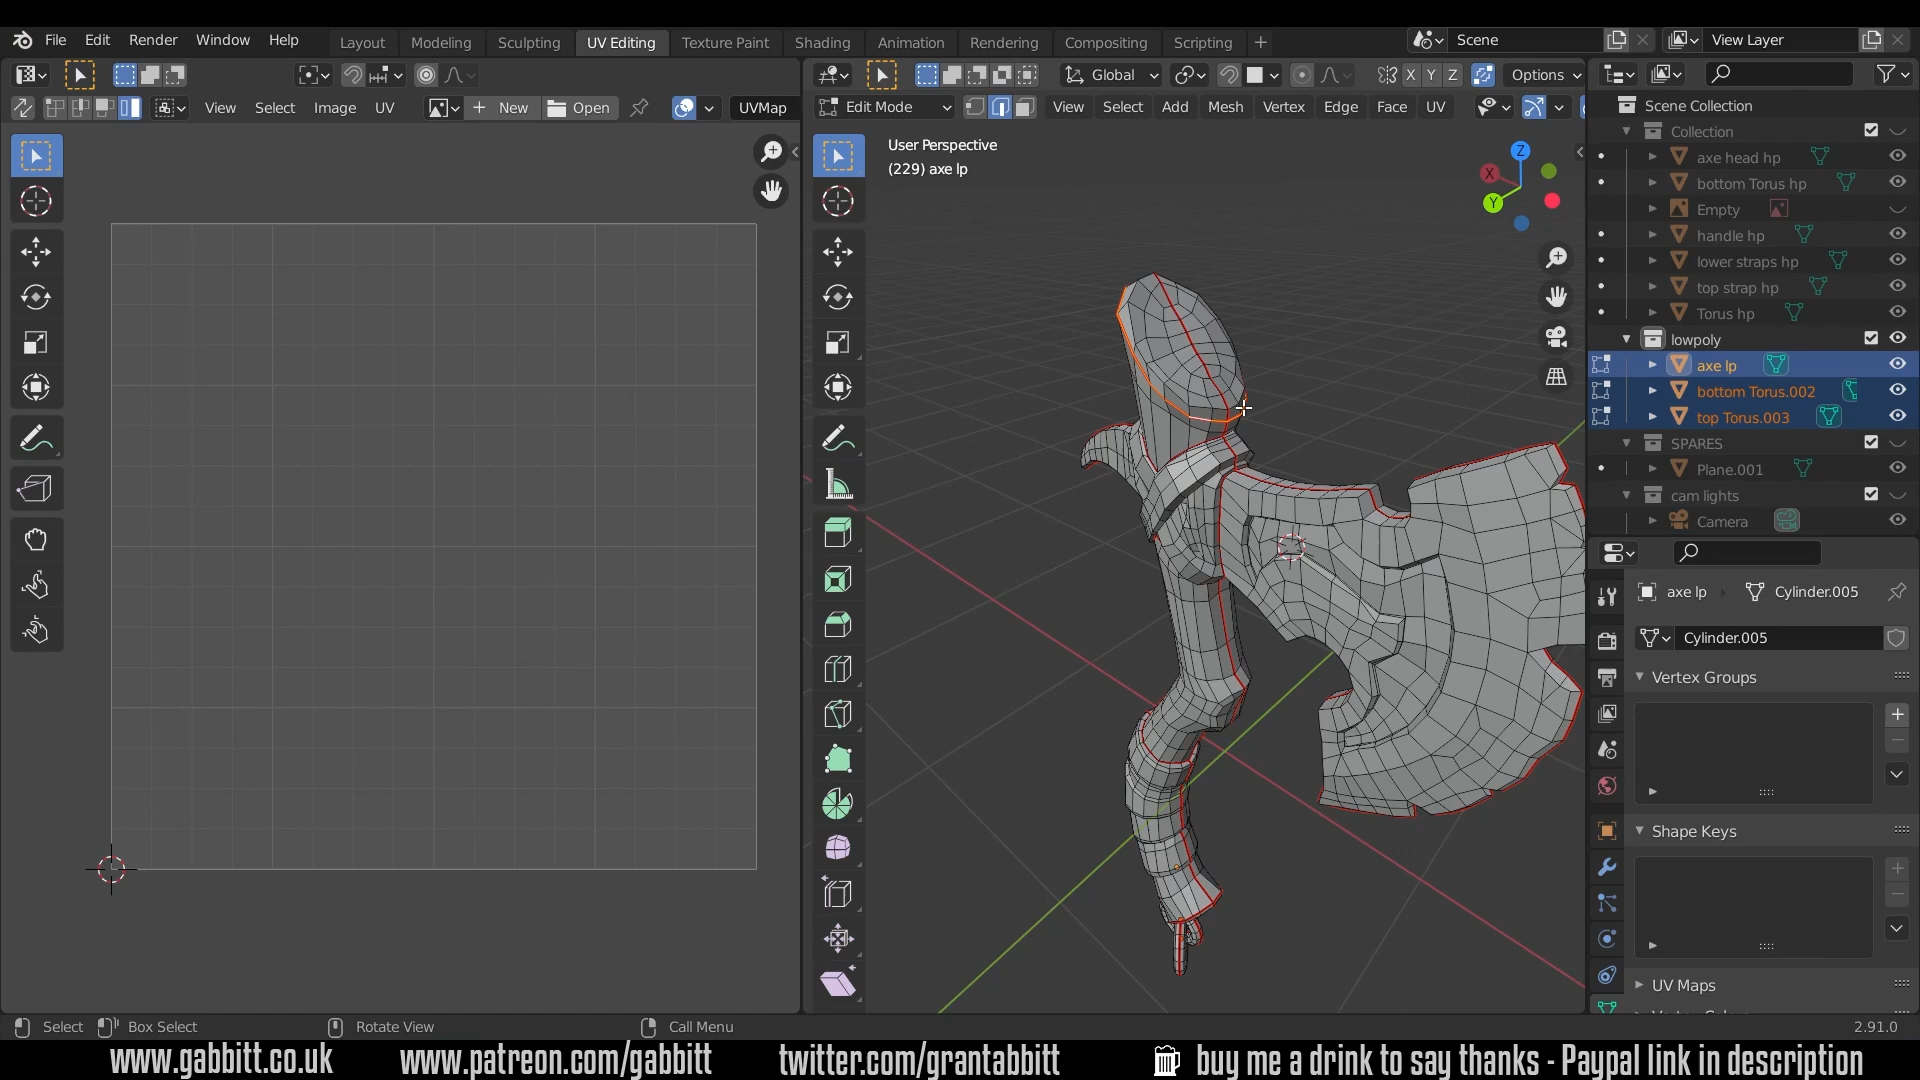 File Edit Render Window Help Layout Modeling Sculpting UV Editing Texture Paint Shading Animation Rendering Compositing Scripting Scene View Layer
Global X Y Z Options
View Select Image UV New Open UVMap Edit Mode View Select Add Mesh Vertex Edge Face UV
User Perspective
(229) axe lp
Z
X
Y
Scene Collection
Collection
axe head hp
bottom Torus hp
Empty
handle hp
lower straps hp
top strap hp
Torus hp
lowpoly
axe lp
bottom Torus.002
top Torus.003
SPARES
Plane.001
cam lights
Camera
axe lp Cylinder.005
Cylinder.005
Vertex Groups
Shape Keys
UV Maps
Select Box Select Rotate View Call Menu 2.91.0
www.gabbitt.co.uk www.patreon.com/gabbitt twitter.com/grantabbitt buy me a drink to say thanks - Paypal link in description